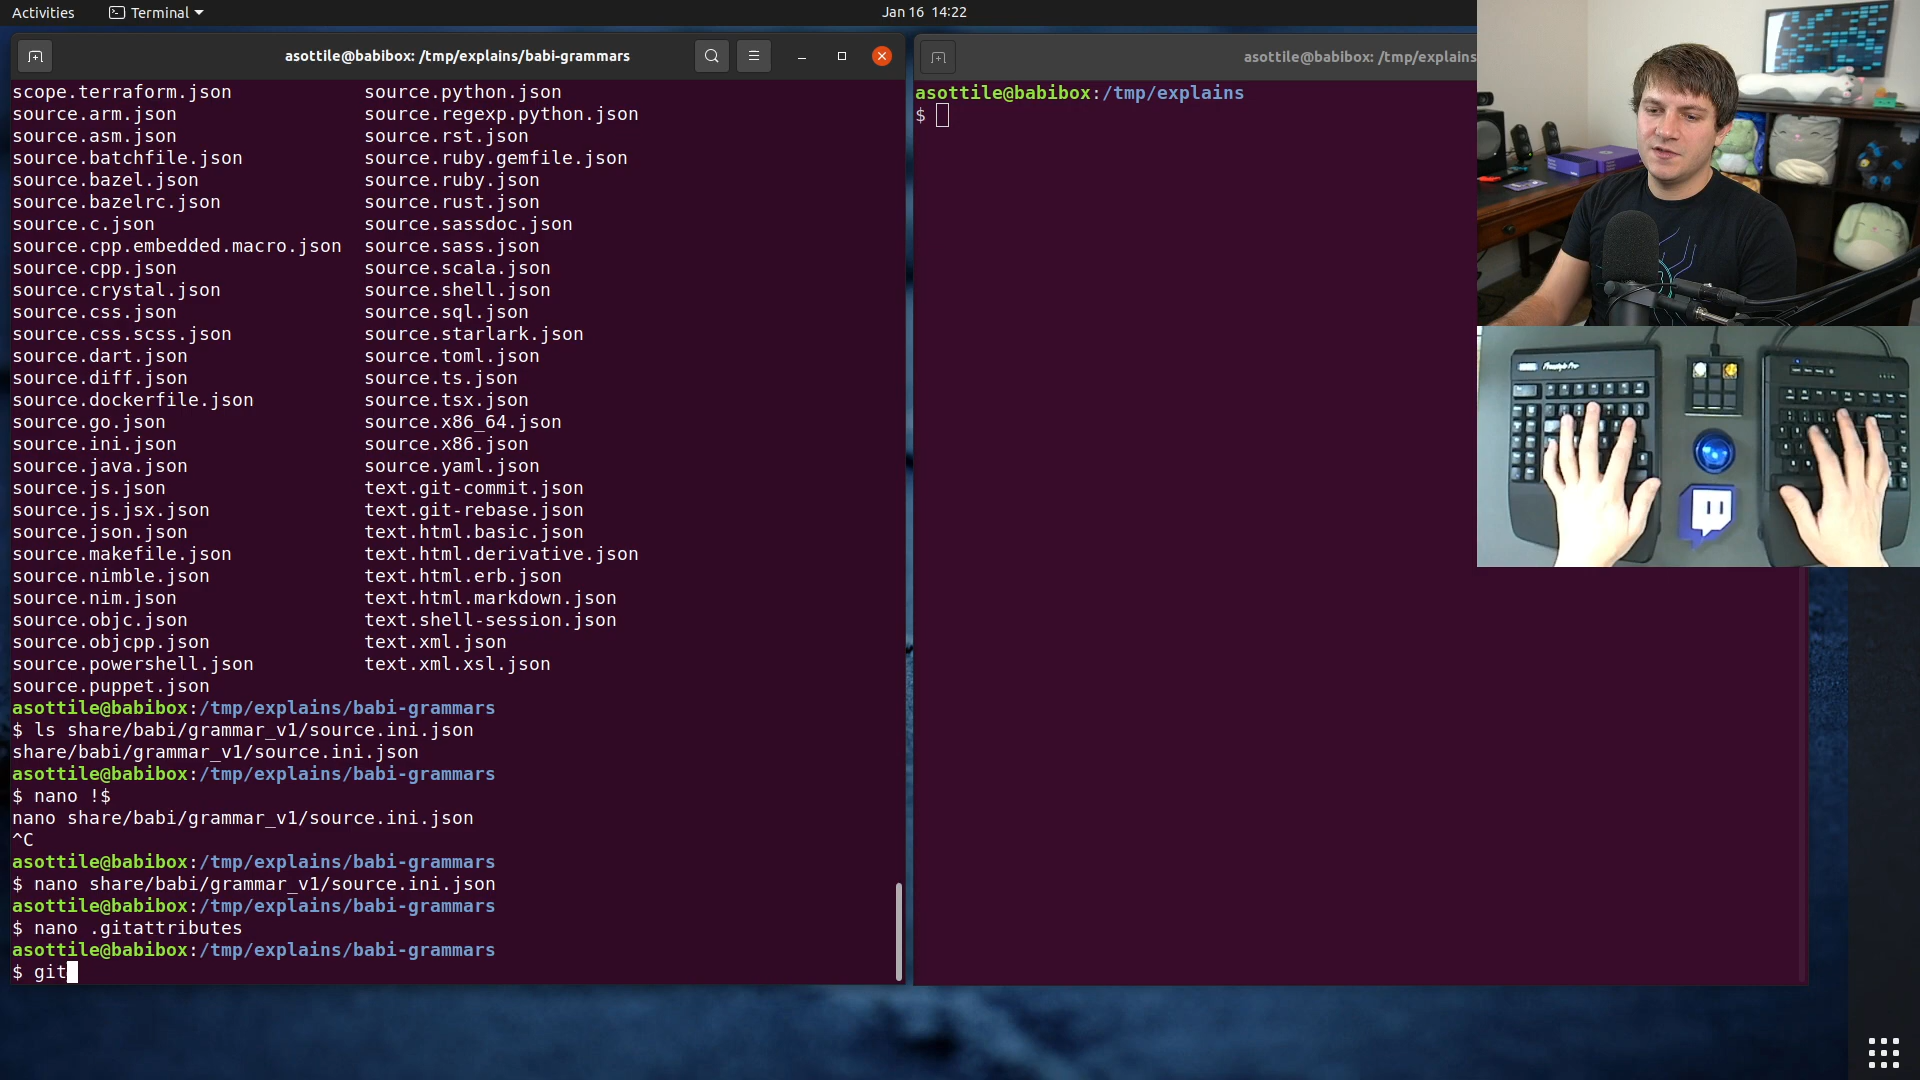 Activities
Terminal
Jan 16 14:22
asottile@babibox: /tmp/explains/babi-grammars
scope.terraform.json source.python.json
source.arm.json source.regexp.python.json
source.asm.json source.rst.json
source.batchfile.json source.ruby.gemfile.json
source.bazel.json source.ruby.json
source.bazelrc.json source.rust.json
source.c.json source.sassdoc.json
source.cpp.embedded.macro.json source.sass.json
source.cpp.json source.scala.json
source.crystal.json source.shell.json
source.css.json source.sql.json
source.css.scss.json source.starlark.json
source.dart.json source.toml.json
source.diff.json source.ts.json
source.dockerfile.json source.tsx.json
source.go.json source.x86_64.json
source.ini.json source.x86.json
source.java.json source.yaml.json
source.js.json text.git-commit.json
source.js.jsx.json text.git-rebase.json
source.json.json text.html.basic.json
source.makefile.json text.html.derivative.json
source.nimble.json text.html.erb.json
source.nim.json text.html.markdown.json
source.objc.json text.shell-session.json
source.objcpp.json text.xml.json
source.powershell.json text.xml.xsl.json
source.puppet.json
asottile@babibox:/tmp/explains/babi-grammars
$ ls share/babi/grammar_v1/source.ini.json
share/babi/grammar_v1/source.ini.json
asottile@babibox:/tmp/explains/babi-grammars
$ nano !$
nano share/babi/grammar_v1/source.ini.json
^C
asottile@babibox:/tmp/explains/babi-grammars
$ nano share/babi/grammar_v1/source.ini.json
asottile@babibox:/tmp/explains/babi-grammars
$ nano .gitattributes
asottile@babibox:/tmp/explains/babi-grammars
$ git
asottile@babibox: /tmp/explains
asottile@babibox:/tmp/explains
$
Freestyle Pro